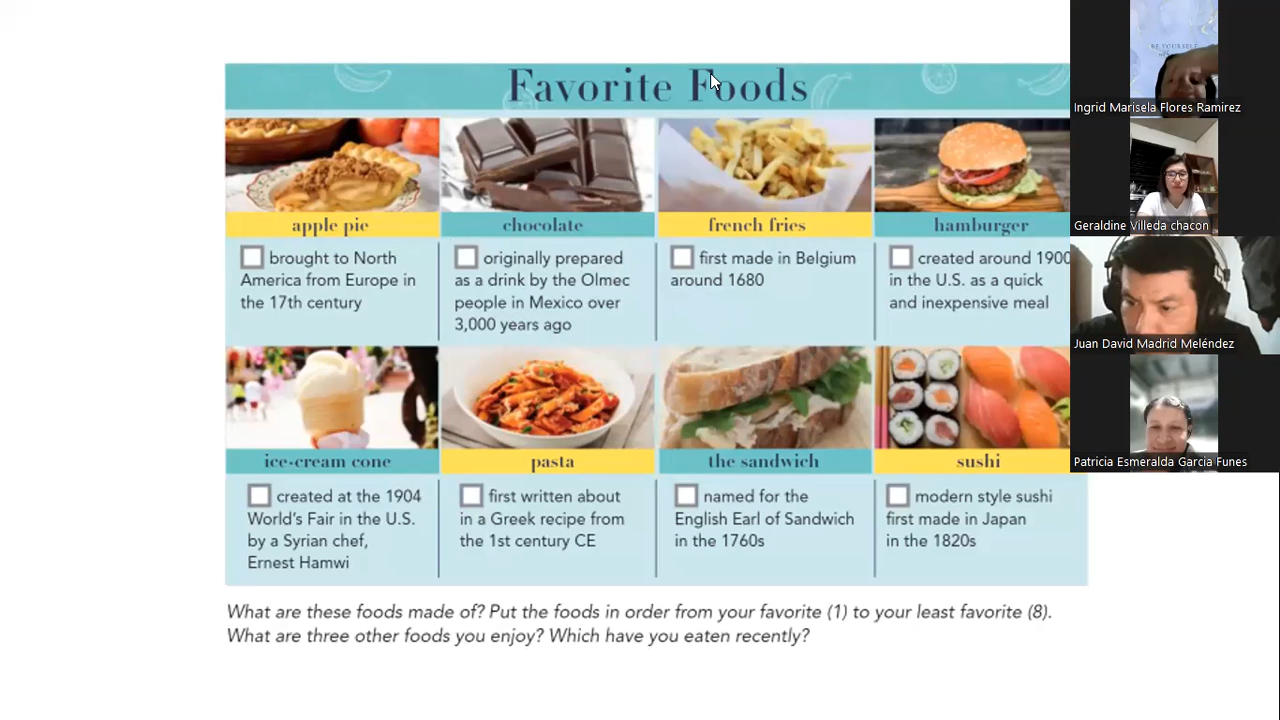 Favorite Foods
apple pie
brought to North
America from Europe in
the 17th century
chocolate
originally prepared
as a drink by the Olmec
people in Mexico over
3,000 years ago
french fries
first made in Belgium
around 1680
hamburger
created around 1900
in the U.S. as a quick
and inexpensive meal
ice-cream cone
created at the 1904
World's Fair in the U.S.
by a Syrian chef,
Ernest Hamwi
pasta
first written about
in a Greek recipe from
the 1st century CE
the sandwich
named for the
English Earl of Sandwich
in the 1760s
sushi
modern style sushi
first made in Japan
in the 1820s
What are these foods made of? Put the foods in order from your favorite (1) to your least favorite (8).
What are three other foods you enjoy? Which have you eaten recently?
BE YOURSELF
Ingrid Marisela Flores Ramirez
Geraldine Villeda chacon
Juan David Madrid Meléndez
Patricia Esmeralda Garcia Funes